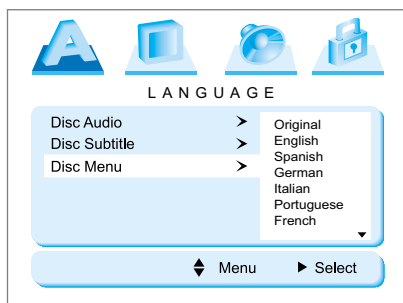 A
LANGUAGE
Disc Audio
Disc Subtitle
Disc Menu
Original
English
Spanish
German
Italian
Portuguese
French
Menu
Select